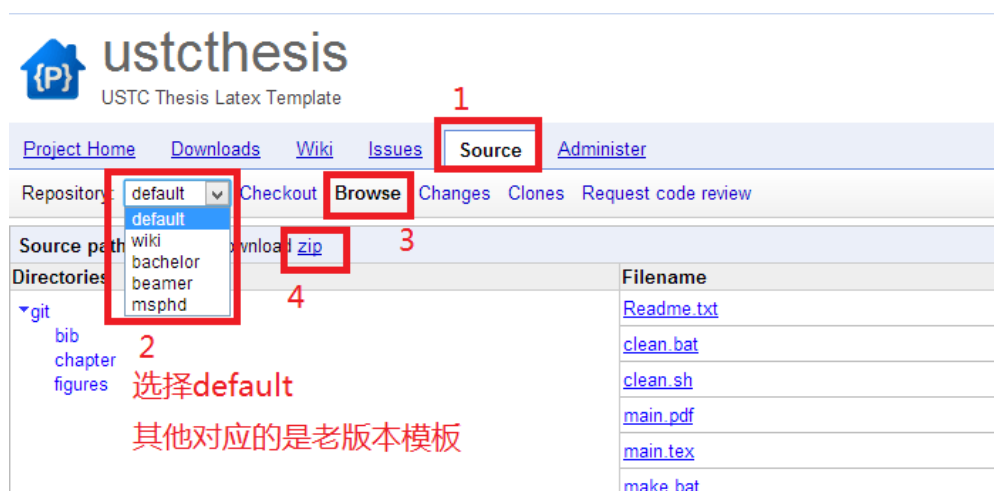 {P}
ustcthesis
USTC Thesis Latex Template
1
Project Home Downloads Wiki Issues Source Administer
Repository: default Checkout Browse Changes Clones Request code review
default
wiki
bachelor
beamer
msphd
3
Source path wnload zip
4
Directories Filename
git
bib
chapter
figures
Readme.txt
clean.bat
clean.sh
main.pdf
main.tex
make.bat
2
选择default
其他对应的是老版本模板